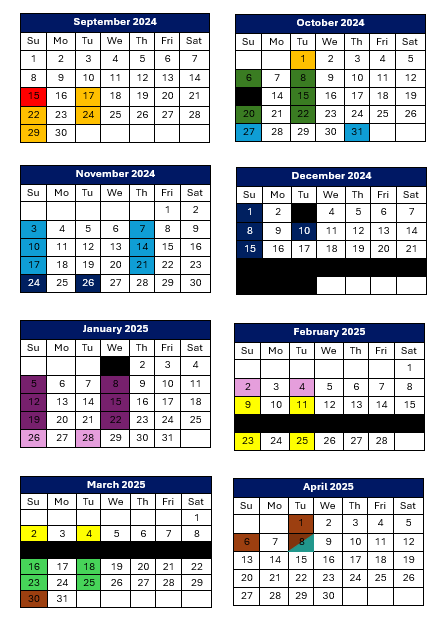 September 2024
Su Mo Tu We Th Fri Sat
1 2 3 4 5 6 7
8 9 10 11 12 13 14
15 16 17 18 19 20 21
22 23 24 25 26 27 28
29 30
October 2024
Su Mo Tu We Th Fri Sat
1 2 3 4 5
6 7 8 9 10 11 12
14 15 16 17 18 19
20 21 22 23 24 25 26
27 28 29 30 31
November 2024
Su Mo Tu We Th Fri Sat
1 2
3 4 5 6 7 8 9
10 11 12 13 14 15 16
17 18 19 20 21 22 23
24 25 26 27 28 29 30
December 2024
Su Mo Tu We Th Fri Sat
1 2 4 5 6 7
8 9 10 11 12 13 14
15 16 17 18 19 20 21
January 2025
Su Mo Tu We Th Fri Sat
2 3 4
5 6 7 8 9 10 11
12 13 14 15 16 17 18
19 20 21 22 23 24 25
26 27 28 29 30 31
February 2025
Su Mo Tu We Th Fri Sat
1
2 3 4 5 6 7 8
9 10 11 12 13 14 15
23 24 25 26 27 28
March 2025
Su Mo Tu We Th Fri Sat
1
2 3 4 5 6 7 8
16 17 18 19 20 21 22
23 24 25 26 27 28 29
30 31
April 2025
Su Mo Tu We Th Fri Sat
1 2 3 4 5
6 7 8 9 10 11 12
13 14 15 16 17 18 19
20 21 22 23 24 25 26
27 28 29 30